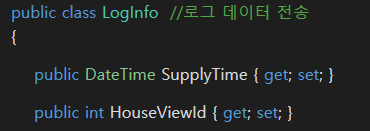 public class LogInfo //로그 데이터 전송
{
public DateTime SupplyTime { get; set; }
public int HouseViewId { get; set; }